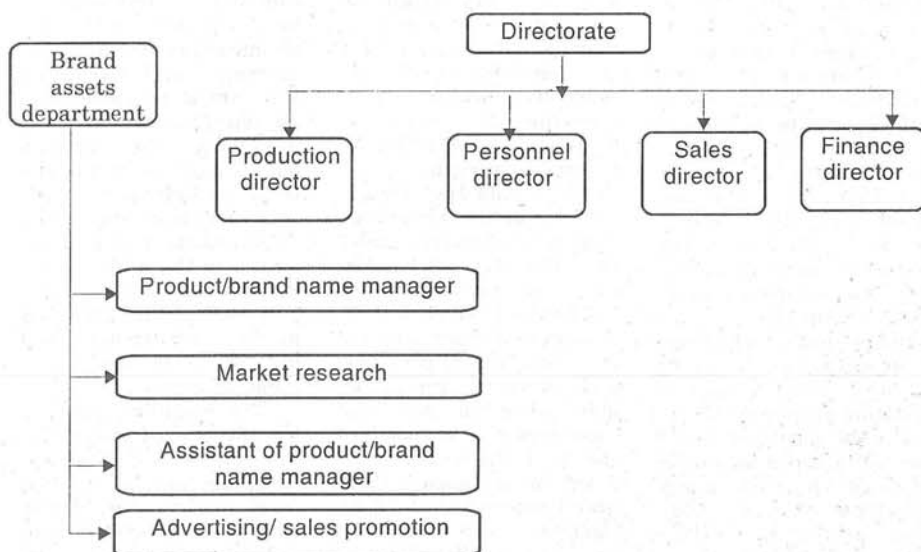 Directorate
Brand
assets
department
Production
director
Personnel
director
Sales
director
Finance
director
Product/brand name manager
Market research
Assistant of product/brand
name manager
Advertising/ sales promotion